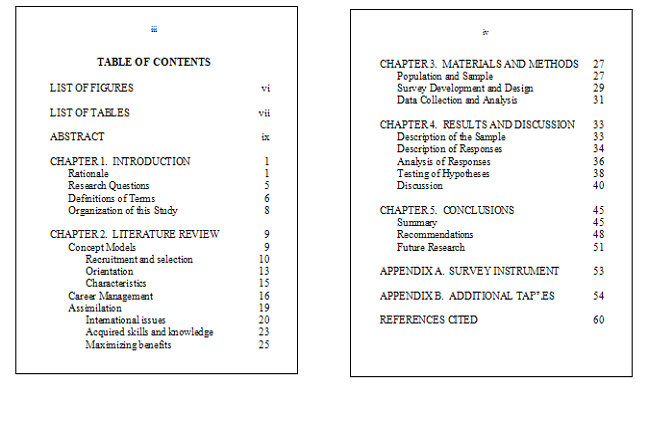 iii
TABLE OF CONTENTS
LIST OF FIGURES vi
LIST OF TABLES vii
ABSTRACT ix
CHAPTER 1. INTRODUCTION 1
Rationale 1
Research Questions 5
Definitions of Terms 6
Organization of this Study 8
CHAPTER 2. LITERATURE REVIEW 9
Concept Models 9
Recruitment and selection 10
Orientation 13
Characteristics 15
Career Management 16
Assimilation 19
International issues 20
Acquired skills and knowledge 23
Maximizing benefits 25
iv
CHAPTER 3. MATERIALS AND METHODS 27
Population and Sample 27
Survey Development and Design 29
Data Collection and Analysis 31
CHAPTER 4. RESULTS AND DISCUSSION 33
Description of the Sample 33
Description of Responses 34
Analysis of Responses 36
Testing of Hypotheses 38
Discussion 40
CHAPTER 5. CONCLUSIONS 45
Summary 45
Recommendations 48
Future Research 51
APPENDIX A. SURVEY INSTRUMENT 53
APPENDIX B. ADDITIONAL 54
REFERENCES CITED 60